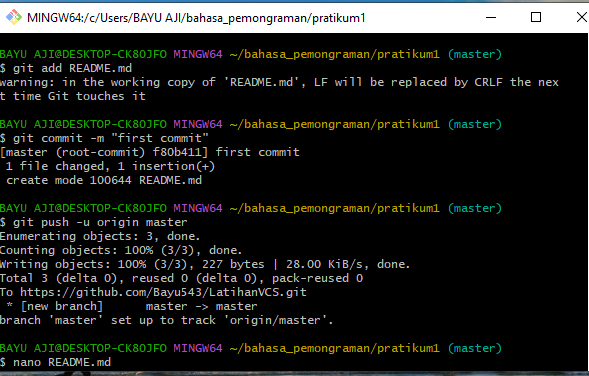 MINGW64:/c/Users/BAYU AJI/bahasa_pemongraman/pratikum1
BAYU AJI@DESKTOP-CK8OJFO MINGW64 ~/bahasa_pemongraman/pratikum1 (master)
$ git add README.md
warning: in the working copy of 'README.md', LF will be replaced by CRLF the nex
t time Git touches it
BAYU AJI@DESKTOP-CK8OJFO MINGW64 ~/bahasa_pemongraman/pratikum1 (master)
$ git commit -m "first commit"
[master (root-commit) f80b411] first commit
 1 file changed, 1 insertion(+)
 create mode 100644 README.md
BAYU AJI@DESKTOP-CK8OJFO MINGW64 ~/bahasa_pemongraman/pratikum1 (master)
$ git push -u origin master
Enumerating objects: 3, done.
Counting objects: 100% (3/3), done.
Writing objects: 100% (3/3), 227 bytes | 28.00 KiB/s, done.
Total 3 (delta 0), reused 0 (delta 0), pack-reused 0
To https://github.com/Bayu543/LatihanVCS.git
 * [new branch]      master -> master
branch 'master' set up to track 'origin/master'.
BAYU AJI@DESKTOP-CK8OJFO MINGW64 ~/bahasa_pemongraman/pratikum1 (master)
$ nano README.md